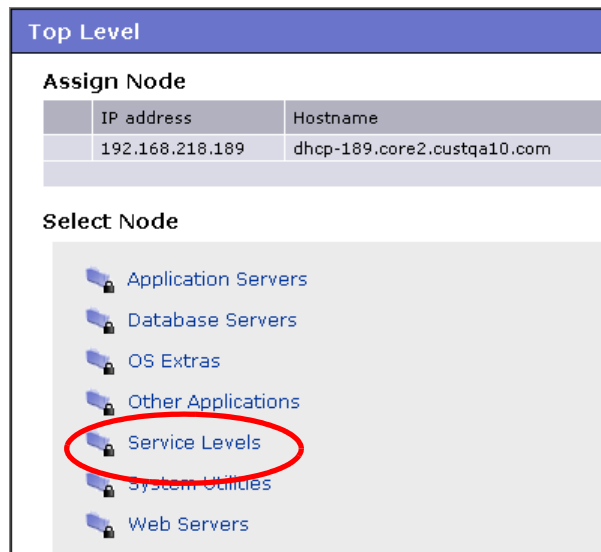 Top Level
Assign Node
IP address Hostname
192.168.218.189 dhcp-189.core2.custqa10.com
Select Node
Application Servers
Database Servers
OS Extras
Other Applications
Service Levels
System Utilities
Web Servers